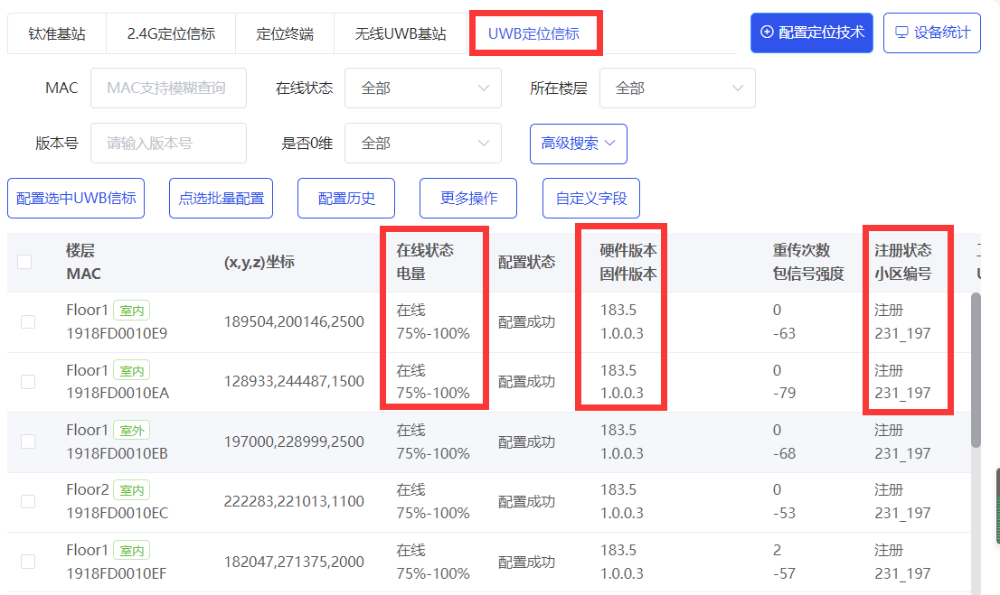 钛准基站 2.4G定位信标 定位终端 无线UWB基站 UWB定位信标 配置定位技术 设备统计
MAC MAC支持模糊查询 在线状态 全部 所在楼层 全部
版本号 请输入版本号 是否0维 全部 高级搜索
配置选中UWB信标 点选批量配置 配置历史 更多操作 自定义字段
楼层 在线状态 硬件版本 重传次数 注册状态
(x,y,z)坐标 配置状态
MAC 电量 固件版本 包信号强度 小区编号
Floor1 室内 在线 183.5 0 注册
189504,200146,2500 配置成功
1918FD0010E9 75%-100% 1.0.0.3 -63 231_197
Floor1 室内 在线 183.5 0 注册
128933,244487,1500 配置成功
1918FD0010EA 75%-100% 1.0.0.3 -79 231_197
Floor1 室外 在线 183.5 0 注册
197000,228999,2500 配置成功
1918FD0010EB 75%-100% 1.0.0.3 -68 231_197
Floor2 室内 在线 183.5 0 注册
222283,221013,1100 配置成功
1918FD0010EC 75%-100% 1.0.0.3 -53 231_197
Floor1 室内 在线 183.5 2 注册
182047,271375,2000 配置成功
1918FD0010EF 75%-100% 1.0.0.3 -57 231_197